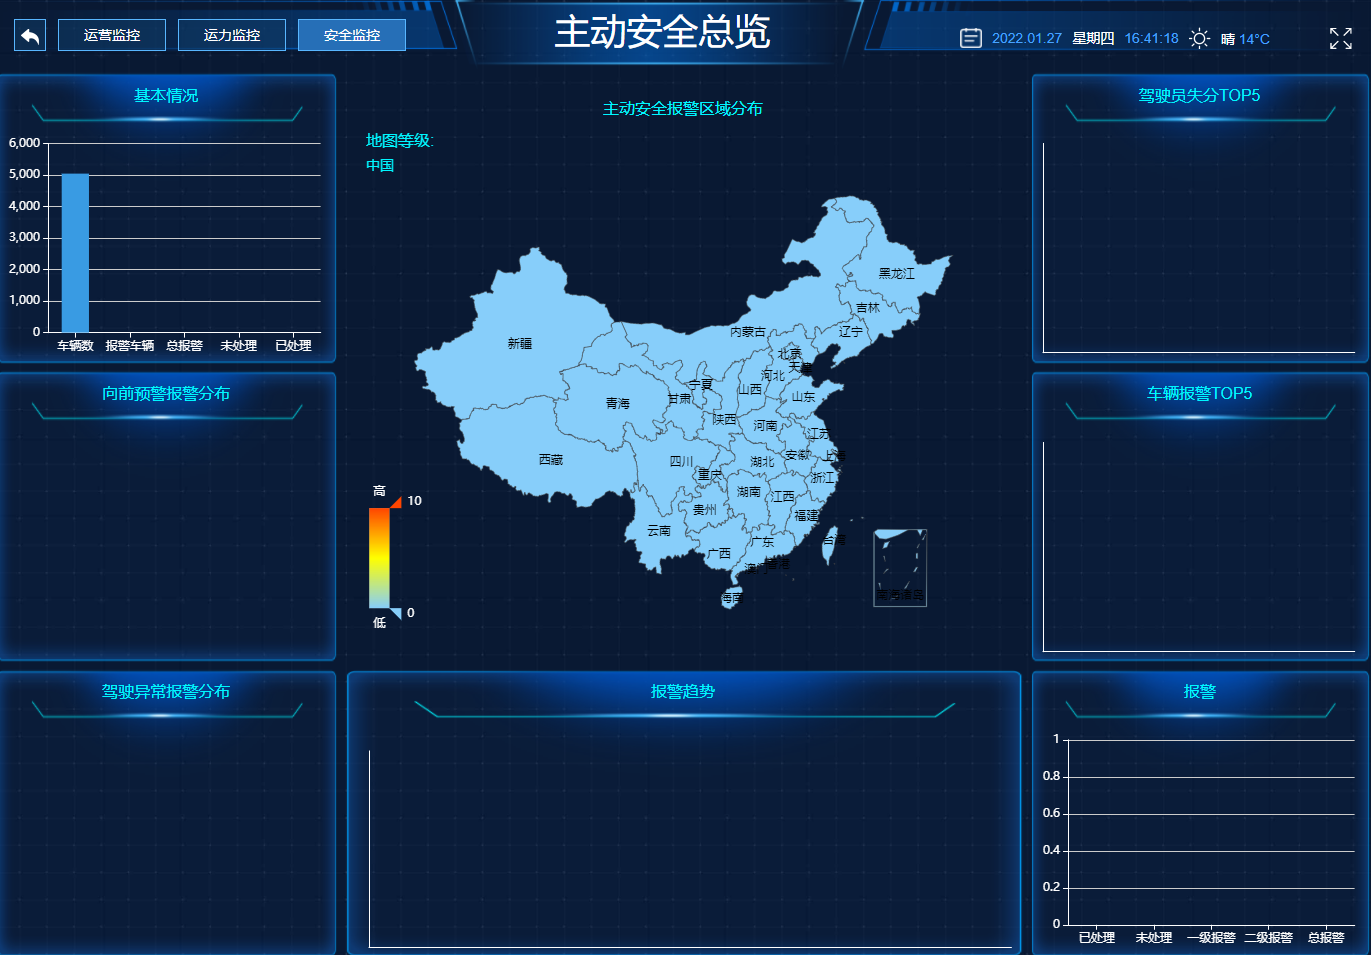 运营监控
运力监控
安全监控
主动安全总览
2022.01.27 星期四 16:41:18 晴 14°C
基本情况
6,000
5,000
4,000
3,000
2,000
1,000
0
车辆数 报警车辆 总报警 未处理 已处理
向前预警报警分布
驾驶异常报警分布
主动安全报警区域分布
地图等级:
中国
黑龙江
吉林
辽宁
内蒙古
新疆
北京
天津
河北
宁夏
山西
山东
甘肃
青海
陕西
河南
江苏
西藏
四川
湖北
安徽
上海
重庆
浙江
湖南
江西
贵州
福建
云南
广西
广东
台湾
澳门
香港
海南
南海诸岛
高
10
0
低
报警趋势
驾驶员失分TOP5
车辆报警TOP5
报警
1
0.8
0.6
0.4
0.2
0
已处理 未处理 一级报警 二级报警 总报警